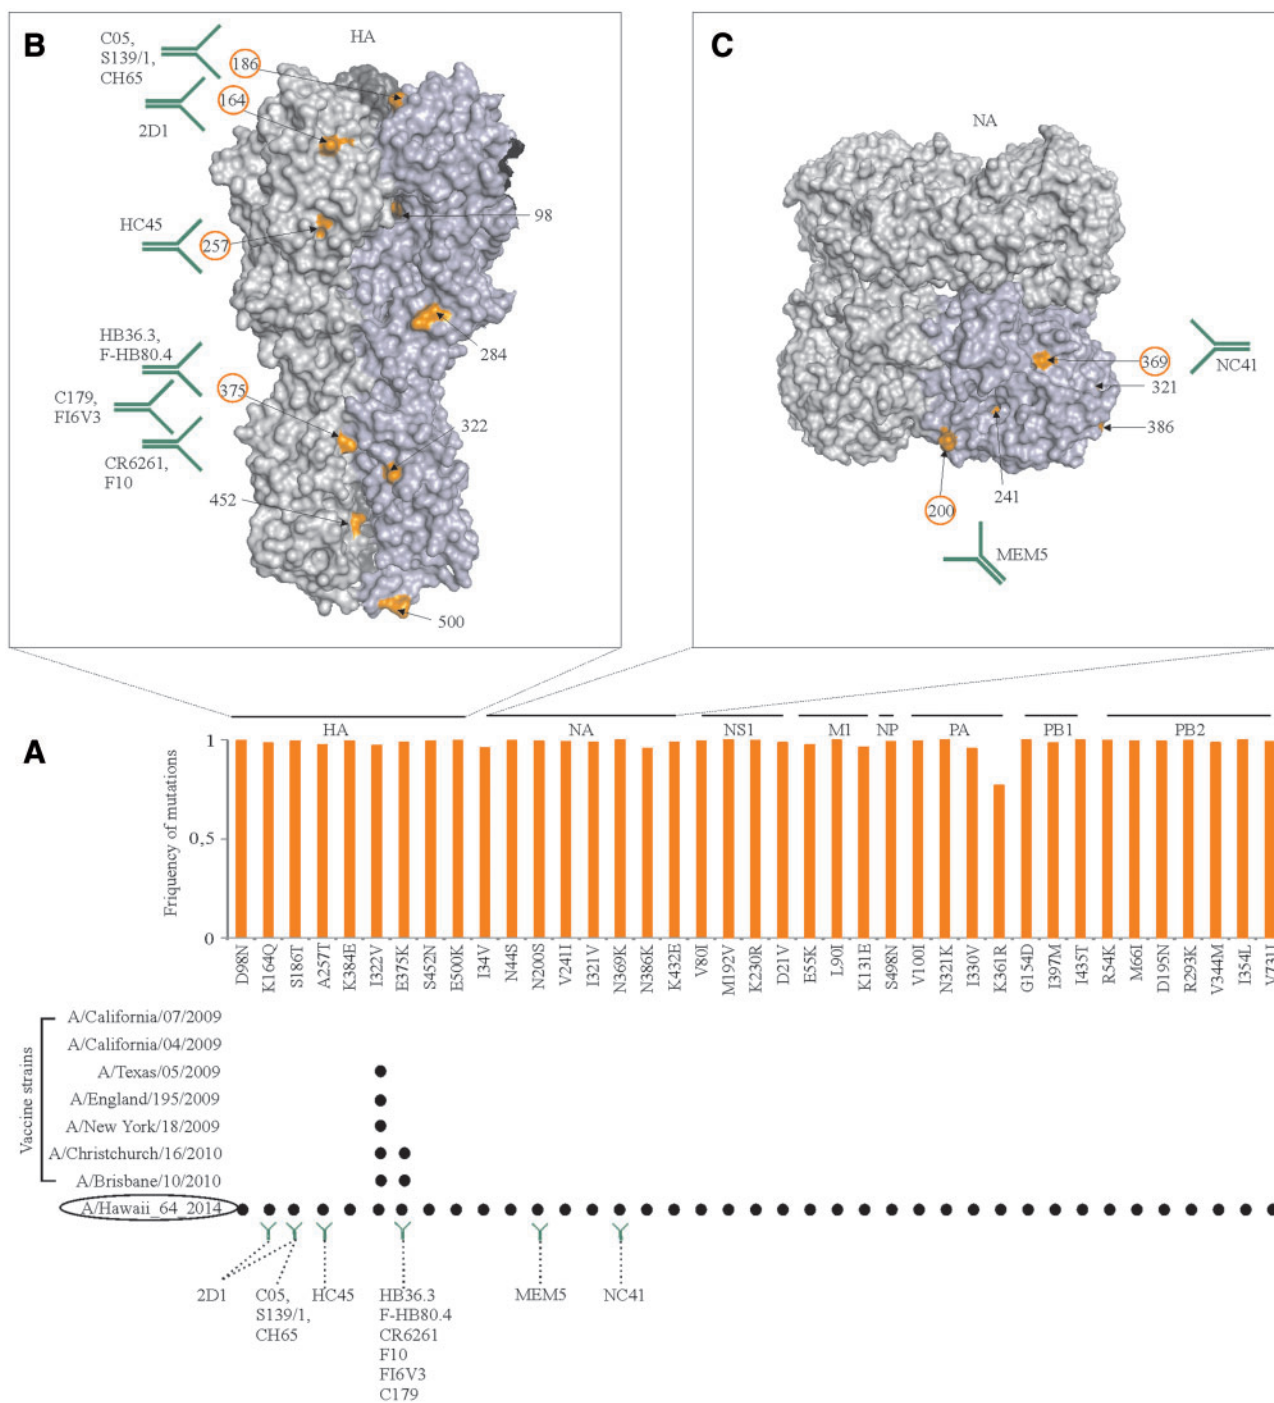 B
HA
C05,
S139/1,
CH65
2D1
HC45
HB36.3,
F-HB80.4
C179,
FI6V3
CR6261,
F10
186
164
257
98
284
375
322
452
500
C
NA
369
NC41
321
386
241
200
MEM5
A
HA NA NS1 M1 NP PA PB1 PB2
Friquency of mutations
1
0,5
0
D98N
K164Q
S186T
A257T
K384E
I322V
E375K
S452N
E500K
I34V
N44S
N200S
V241I
I321V
N369K
N386K
K432E
V80I
M192V
K230R
D21V
E55K
L90I
K131E
S498N
V100I
N321K
I330V
K361R
G154D
I397M
I435T
R54K
M66I
D195N
R293K
V344M
I354L
V731I
Vaccine strains
A/California/07/2009
A/California/04/2009
A/Texas/05/2009
A/England/195/2009
A/New York/18/2009
A/Christchurch/16/2010
A/Brisbane/10/2010
A/Hawaii_64_2014
2D1
C05,
S139/1,
CH65
HC45
HB36.3
F-HB80.4
CR6261
F10
FI6V3
C179
MEM5
NC41